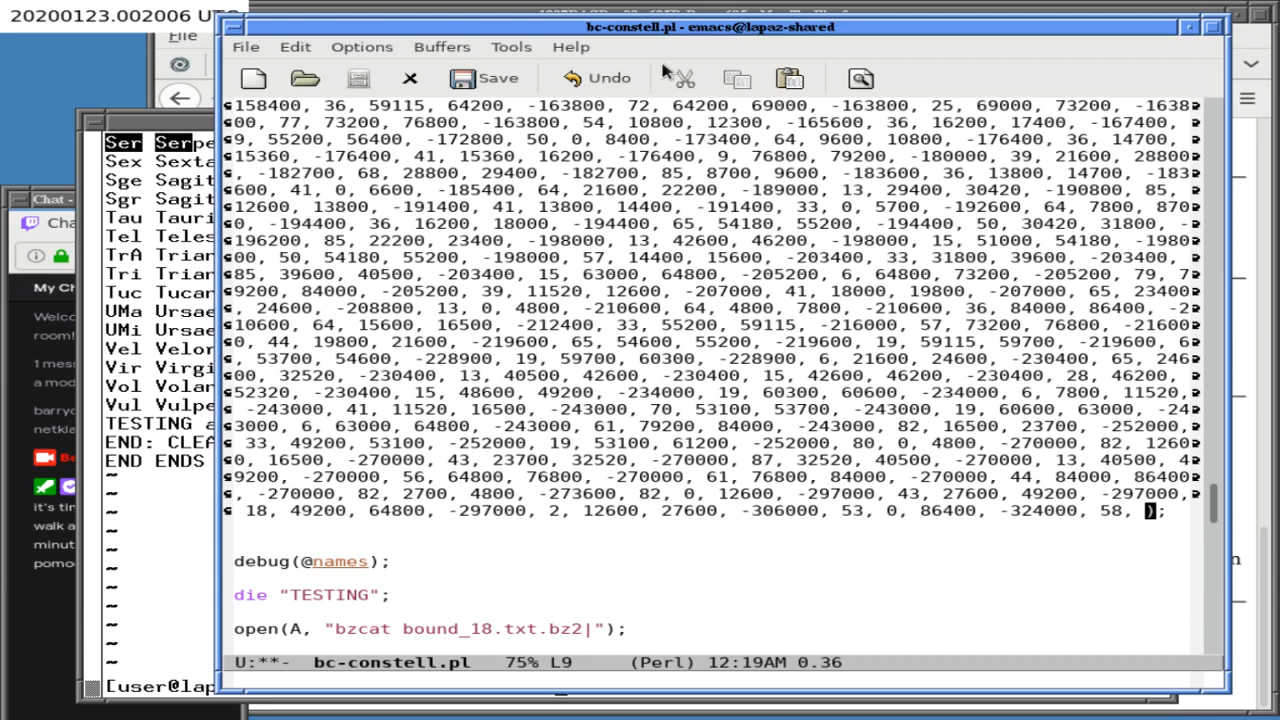 20200123.002006 UTC
File
bc-constell.pl - emacs@lapaz-shared
File Edit Options Buffers Tools Help
Save Undo
158400, 36, 59115, 64200, -163800, 72, 64200, 69000, -163800, 25, 69000, 73200, -1638
00, 77, 73200, 76800, -163800, 54, 10800, 12300, -165600, 36, 16200, 17400, -167400,
9, 55200, 56400, -172800, 50, 0, 8400, -173400, 64, 9600, 10800, -176400, 36, 14700,
15360, -176400, 41, 15360, 16200, -176400, 9, 76800, 79200, -180000, 39, 21600, 28800
, -182700, 68, 28800, 29400, -182700, 85, 8700, 9600, -183600, 36, 13800, 14700, -183
600, 41, 0, 6600, -185400, 64, 21600, 22200, -189000, 13, 29400, 30420, -190800, 85,
12600, 13800, -191400, 41, 13800, 14400, -191400, 33, 0, 5700, -192600, 64, 7800, 870
0, -194400, 36, 16200, 18000, -194400, 65, 54180, 55200, -194400, 50, 30420, 31800, -
196200, 85, 22200, 23400, -198000, 13, 42600, 46200, -198000, 15, 51000, 54180, -1980
00, 50, 54180, 55200, -198000, 57, 14400, 15600, -203400, 33, 31800, 39600, -203400,
85, 39600, 40500, -203400, 15, 63000, 64800, -205200, 6, 64800, 73200, -205200, 79, 7
9200, 84000, -205200, 39, 11520, 12600, -207000, 41, 18000, 19800, -207000, 65, 23400
, 24600, -208800, 13, 0, 4800, -210600, 64, 4800, 7800, -210600, 36, 84000, 86400, -2
10600, 64, 15600, 16500, -212400, 33, 55200, 59115, -216000, 57, 73200, 76800, -21600
0, 44, 19800, 21600, -219600, 65, 54600, 55200, -219600, 19, 59115, 59700, -219600, 6
, 53700, 54600, -228900, 19, 59700, 60300, -228900, 6, 21600, 24600, -230400, 65, 246
00, 32520, -230400, 13, 40500, 42600, -230400, 15, 42600, 46200, -230400, 28, 46200,
52320, -230400, 15, 48600, 49200, -234000, 19, 60300, 60600, -234000, 6, 7800, 11520,
-243000, 41, 11520, 16500, -243000, 70, 53100, 53700, -243000, 19, 60600, 63000, -24
3000, 6, 63000, 64800, -243000, 61, 79200, 84000, -243000, 82, 16500, 23700, -252000,
33, 49200, 53100, -252000, 19, 53100, 61200, -252000, 80, 0, 4800, -270000, 82, 1260
0, 16500, -270000, 43, 23700, 32520, -270000, 87, 32520, 40500, -270000, 13, 40500, 4
9200, -270000, 56, 64800, 76800, -270000, 61, 76800, 84000, -270000, 44, 84000, 86400
, -270000, 82, 2700, 4800, -273600, 82, 0, 12600, -297000, 43, 27600, 49200, -297000,
18, 49200, 64800, -297000, 2, 12600, 27600, -306000, 53, 0, 86400, -324000, 58, );
debug(@names);
die "TESTING";
open(A, "bzcat bound_18.txt.bz2|");
U:**- bc-constell.pl 75% L9 (Perl) 12:19AM 0.36
Ser Serpe
Sex Sexta
Sge Sagit
Sgr Sagit
Tau Tauri
Tel Teles
TrA Trian
Tri Trian
Tuc Tucan
UMa Ursae
UMi Ursae
Vel Velor
Vir Virgi
Vol Volan
Vul Vulpe
TESTING a
END: CLEA
END ENDS
~
~
~
~
~
~
~
~
~
~
~
[user@lap
Chat -
Cha
My Ch
Welco
room!
1 mess
a mod
barryc
netkla
Ba
it's tin
walk a
minut
pomo